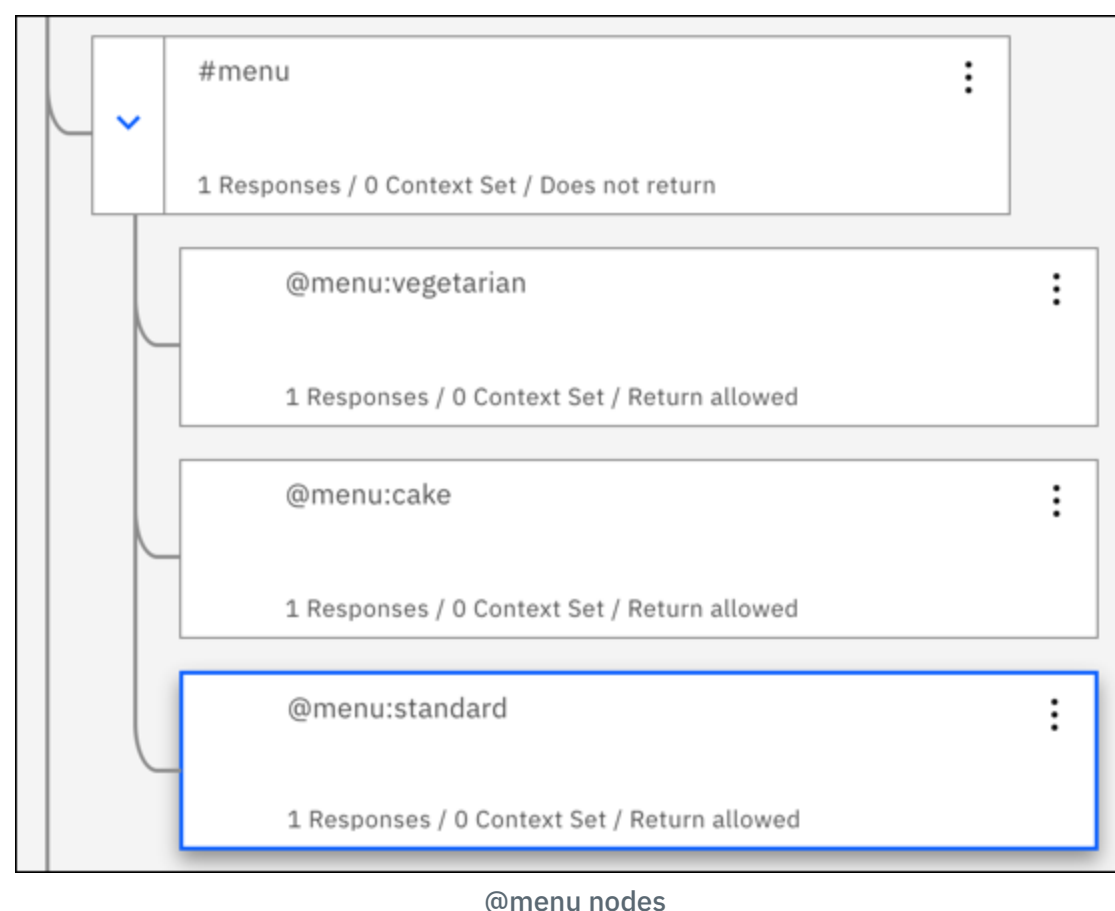 #menu
1 Responses / 0 Context Set / Does not return
@menu:vegetarian
1 Responses / 0 Context Set / Return allowed
@menu:cake
1 Responses / 0 Context Set / Return allowed
@menu:standard
1 Responses / 0 Context Set / Return allowed
@menu nodes